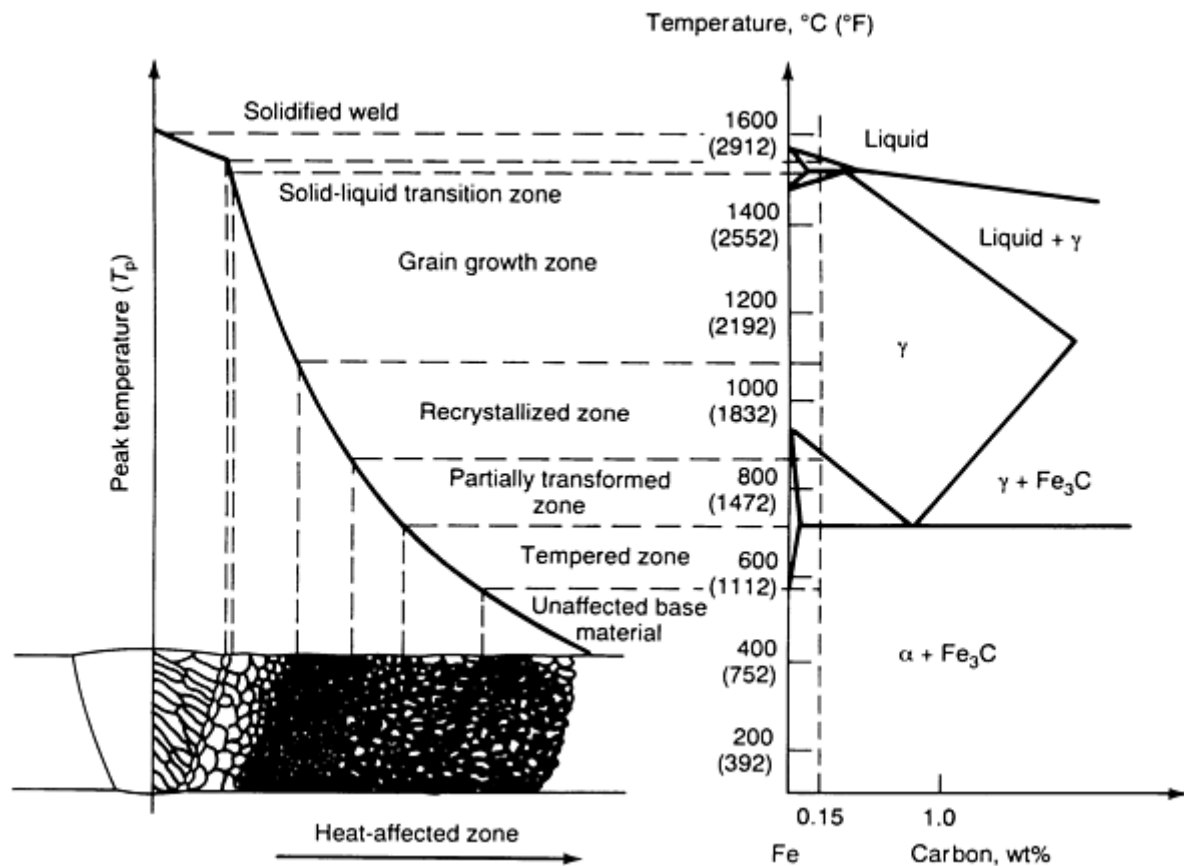 Temperature, °C (°F)
Solidified weld
1600
(2912)
Liquid
Solid-liquid transition zone
1400
(2552)
Liquid + γ
Grain growth zone
1200
(2192)
γ
Peak temperature (Tp)
Recrystallized zone
1000
(1832)
Partially transformed
zone
800
(1472)
γ + Fe3C
Tempered zone
600
(1112)
Unaffected base
material
400
(752)
α + Fe3C
200
(392)
0.15
1.0
Heat-affected zone
Fe
Carbon, wt%